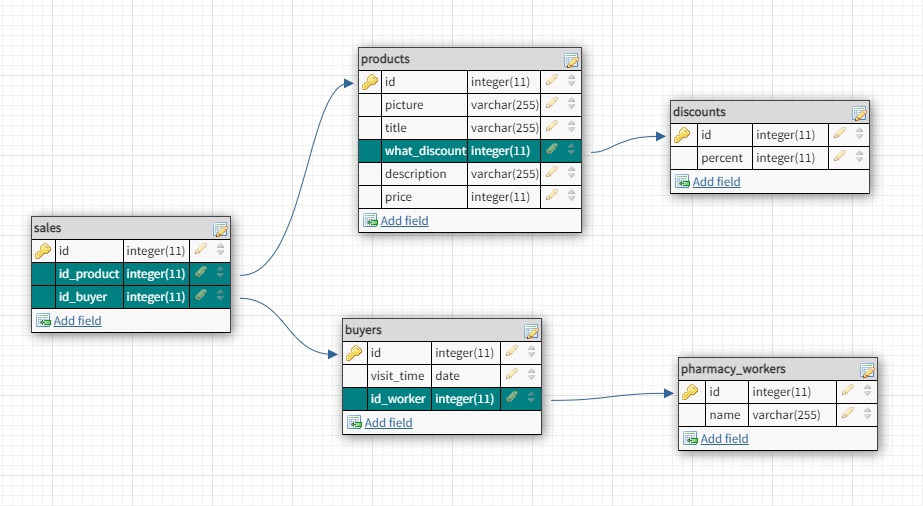 products
id integer(11)
picture varchar(255)
title varchar(255)
what_discount integer(11)
description varchar(255)
price integer(11)
Add field
discounts
id integer(11)
percent integer(11)
Add field
sales
id integer(11)
id_product integer(11)
id_buyer integer(11)
Add field
buyers
id integer(11)
visit_time date
id_worker integer(11)
Add field
pharmacy_workers
id integer(11)
name varchar(255)
Add field